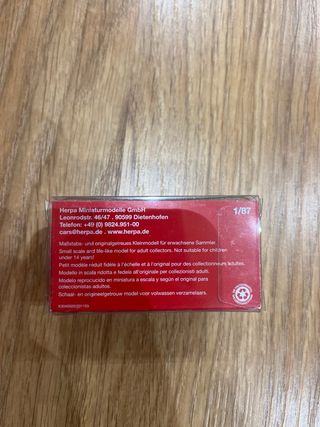 Herpa Miniaturmodelle GmbH
Leonrodstr. 46/47 . 90599 Dietenhofen
Telefon: +49 (0) 9824.951-00
cars@herpa.de . www.herpa.de
1/87
Maßstabs- und originalgetreues Kleinmodell für erwachsene Sammler.
Small scale and life-like model for adult collectors. Not suitable for children
under 14 years!
Petit modèle réduit fidèle à l'échelle et à l'original pour des collectionneurs adultes.
Modelo in scala ridotta e fedele all'originale per collezionisti adulti.
Modelo reprocucido en miniatura a escala y según el original para
coleccionistas adultos.
Schaal- en origineelgetrouw model voor volwassen verzamelaars.